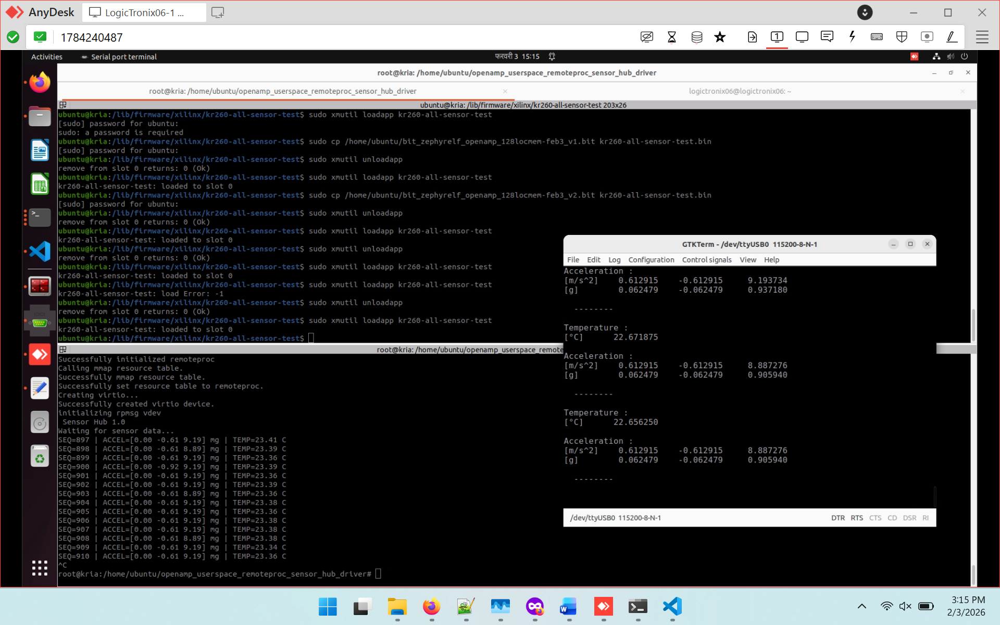 AnyDesk
LogicTronix06-1 ...
1784240487
1
Activities
Serial port terminal
फरवरी 3 15:15
root@kria: /home/ubuntu/openamp_userspace_remoteproc_sensor_hub_driver
root@kria: /home/ubuntu/openamp_userspace_remoteproc_sensor_hub_driver
logictronix06@logictronix06: ~
ubuntu@kria: /lib/firmware/xilinx/kr260-all-sensor-test 203x26
ubuntu@kria:/lib/firmware/xilinx/kr260-all-sensor-test$ sudo xmutil loadapp kr260-all-sensor-test
[sudo] password for ubuntu:
sudo: a password is required
ubuntu@kria:/lib/firmware/xilinx/kr260-all-sensor-test$ sudo cp /home/ubuntu/bit_zephyrelf_openamp_128locmem-feb3_v1.bit kr260-all-sensor-test.bin
[sudo] password for ubuntu:
ubuntu@kria:/lib/firmware/xilinx/kr260-all-sensor-test$ sudo xmutil unloadapp
remove from slot 0 returns: 0 (Ok)
ubuntu@kria:/lib/firmware/xilinx/kr260-all-sensor-test$ sudo xmutil loadapp kr260-all-sensor-test
kr260-all-sensor-test: loaded to slot 0
ubuntu@kria:/lib/firmware/xilinx/kr260-all-sensor-test$ sudo cp /home/ubuntu/bit_zephyrelf_openamp_128locmem-feb3_v2.bit kr260-all-sensor-test.bin
[sudo] password for ubuntu:
ubuntu@kria:/lib/firmware/xilinx/kr260-all-sensor-test$ sudo xmutil unloadapp
remove from slot 0 returns: 0 (Ok)
ubuntu@kria:/lib/firmware/xilinx/kr260-all-sensor-test$ sudo xmutil loadapp kr260-all-sensor-test
kr260-all-sensor-test: loaded to slot 0
ubuntu@kria:/lib/firmware/xilinx/kr260-all-sensor-test$ sudo xmutil unloadapp
remove from slot 0 returns: 0 (Ok)
ubuntu@kria:/lib/firmware/xilinx/kr260-all-sensor-test$ sudo xmutil loadapp kr260-all-sensor-test
kr260-all-sensor-test: loaded to slot 0
ubuntu@kria:/lib/firmware/xilinx/kr260-all-sensor-test$ sudo xmutil loadapp kr260-all-sensor-test
kr260-all-sensor-test: load Error: -1
ubuntu@kria:/lib/firmware/xilinx/kr260-all-sensor-test$ sudo xmutil unloadapp
remove from slot 0 returns: 0 (Ok)
ubuntu@kria:/lib/firmware/xilinx/kr260-all-sensor-test$ sudo xmutil loadapp kr260-all-sensor-test
kr260-all-sensor-test: loaded to slot 0
ubuntu@kria:/lib/firmware/xilinx/kr260-all-sensor-test$
root@kria: /home/ubuntu/openamp_userspace_remote
Successfully initialized remoteproc
Calling mmap resource table.
Successfully mmap resource table.
Successfully set resource table to remoteproc.
Creating virtio...
Successfully created virtio device.
initializing rpmsg vdev
Sensor Hub 1.0
Waiting for sensor data...
SEQ=897 | ACCEL=[0.00 -0.61 9.19] mg | TEMP=23.41 C
SEQ=898 | ACCEL=[0.00 -0.61 8.89] mg | TEMP=23.39 C
SEQ=899 | ACCEL=[0.00 -0.61 9.19] mg | TEMP=23.36 C
SEQ=900 | ACCEL=[0.00 -0.92 9.19] mg | TEMP=23.39 C
SEQ=901 | ACCEL=[0.00 -0.61 9.19] mg | TEMP=23.36 C
SEQ=902 | ACCEL=[0.00 -0.61 9.19] mg | TEMP=23.39 C
SEQ=903 | ACCEL=[0.00 -0.61 8.89] mg | TEMP=23.36 C
SEQ=904 | ACCEL=[0.00 -0.61 9.19] mg | TEMP=23.38 C
SEQ=905 | ACCEL=[0.00 -0.61 9.19] mg | TEMP=23.36 C
SEQ=906 | ACCEL=[0.00 -0.61 9.19] mg | TEMP=23.38 C
SEQ=907 | ACCEL=[0.00 -0.61 9.19] mg | TEMP=23.38 C
SEQ=908 | ACCEL=[0.00 -0.61 8.89] mg | TEMP=23.38 C
SEQ=909 | ACCEL=[0.00 -0.61 9.19] mg | TEMP=23.34 C
SEQ=910 | ACCEL=[0.00 -0.61 9.19] mg | TEMP=23.36 C
^C
root@kria:/home/ubuntu/openamp_userspace_remoteproc_sensor_hub_driver#
GTKTerm - /dev/ttyUSB0 115200-8-N-1
File Edit Log Configuration Control signals View Help
Acceleration :
[m/s^2] 0.612915 -0.612915 9.193734
[g] 0.062479 -0.062479 0.937180
--------
Temperature :
[°C] 22.671875
Acceleration :
[m/s^2] 0.612915 -0.612915 8.887276
[g] 0.062479 -0.062479 0.905940
--------
Temperature :
[°C] 22.656250
Acceleration :
[m/s^2] 0.612915 -0.612915 8.887276
[g] 0.062479 -0.062479 0.905940
--------
/dev/ttyUSB0 115200-8-N-1
DTR RTS CTS CD DSR RI
3:15 PM
2/3/2026